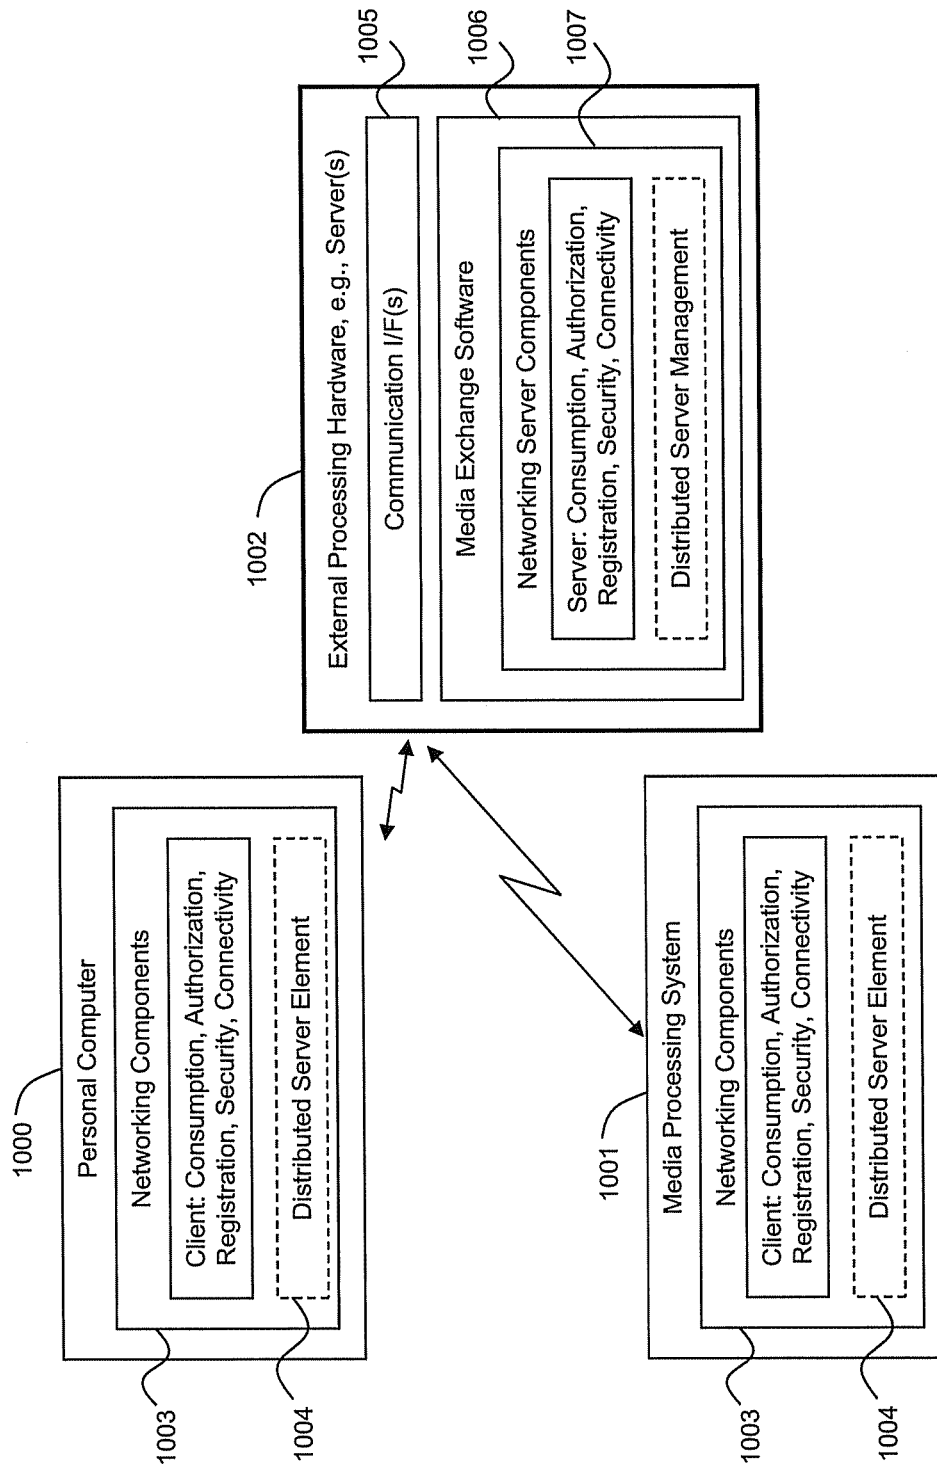 1000
Personal Computer
Networking Components
Client: Consumption, Authorization,
Registration, Security, Connectivity
Distributed Server Element
1003
1004
1002
External Processing Hardware, e.g., Server(s)
Communication I/F(s)
Media Exchange Software
Networking Server Components
Server: Consumption, Authorization,
Registration, Security, Connectivity
Distributed Server Management
1005
1006
1007
1001
Media Processing System
Networking Components
Client: Consumption, Authorization,
Registration, Security, Connectivity
Distributed Server Element
1003
1004